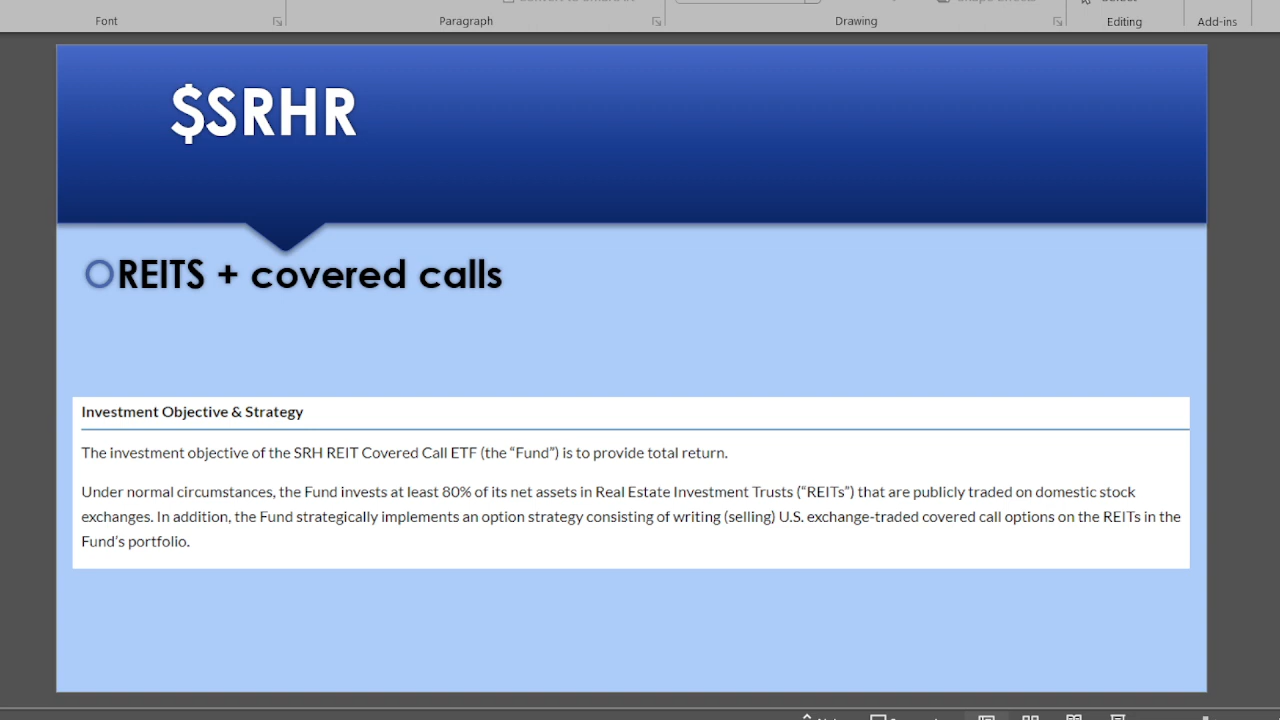 Font Paragraph Drawing Editing Add-ins
$SRHR
REITS + covered calls
Investment Objective & Strategy
The investment objective of the SRH REIT Covered Call ETF (the “Fund”) is to provide total return.
Under normal circumstances, the Fund invests at least 80% of its net assets in Real Estate Investment Trusts (“REITs”) that are publicly traded on domestic stock
exchanges. In addition, the Fund strategically implements an option strategy consisting of writing (selling) U.S. exchange-traded covered call options on the REITs in the
Fund’s portfolio.